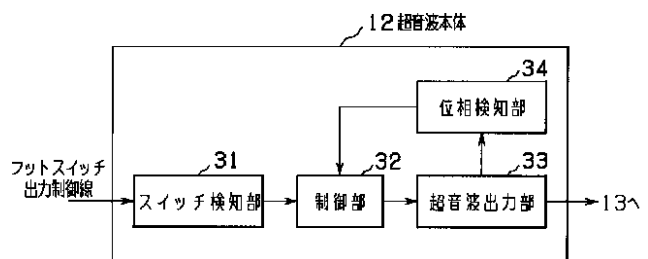 12超音波本体
34
位相検知部
フットスイッチ
出力制御線
31
スイッチ検知部
32
制御部
33
超音波出力部
13へ